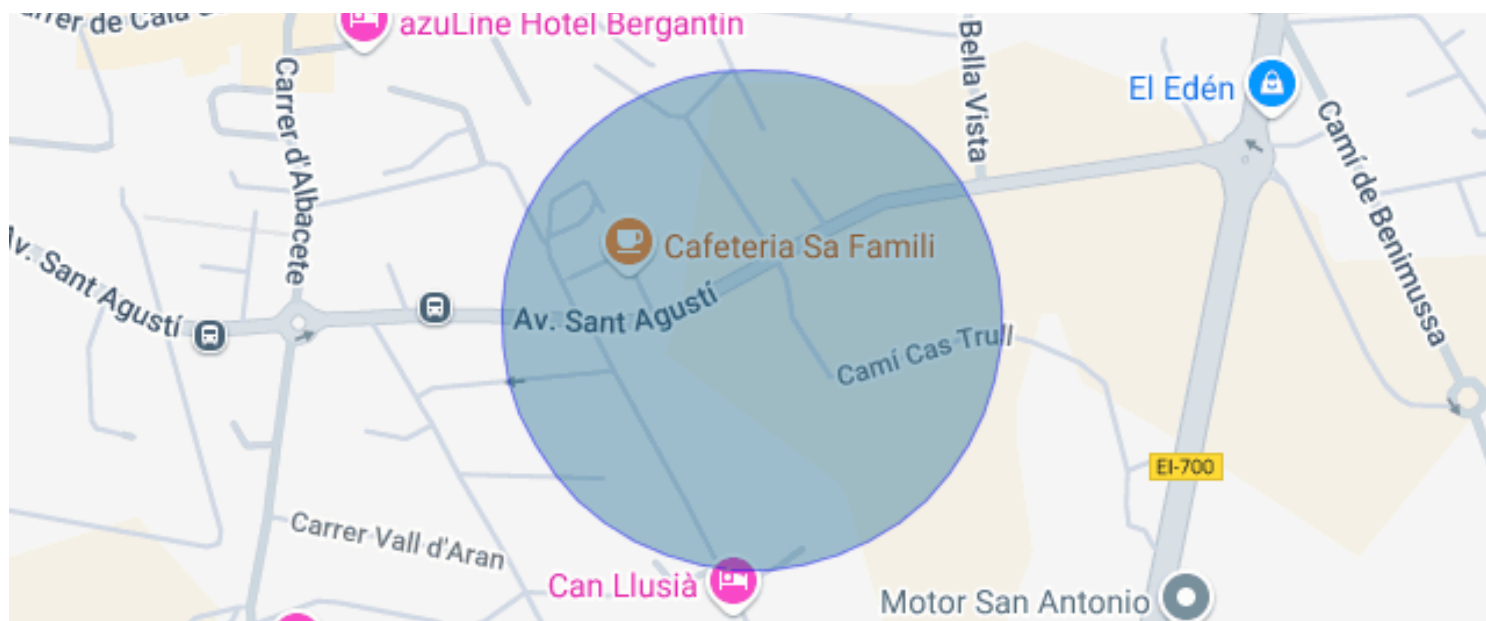 azuLine Hotel Bergantin
Bella Vista
El Edén
Carrer d'Albacete
Camí de Benimussa
Cafeteria Sa Famili
Av. Sant Agustí
Av. Sant Agustí
Camí Cas Trull
EI-700
Carrer Vall d'Aran
Can Llusià
Motor San Antonio